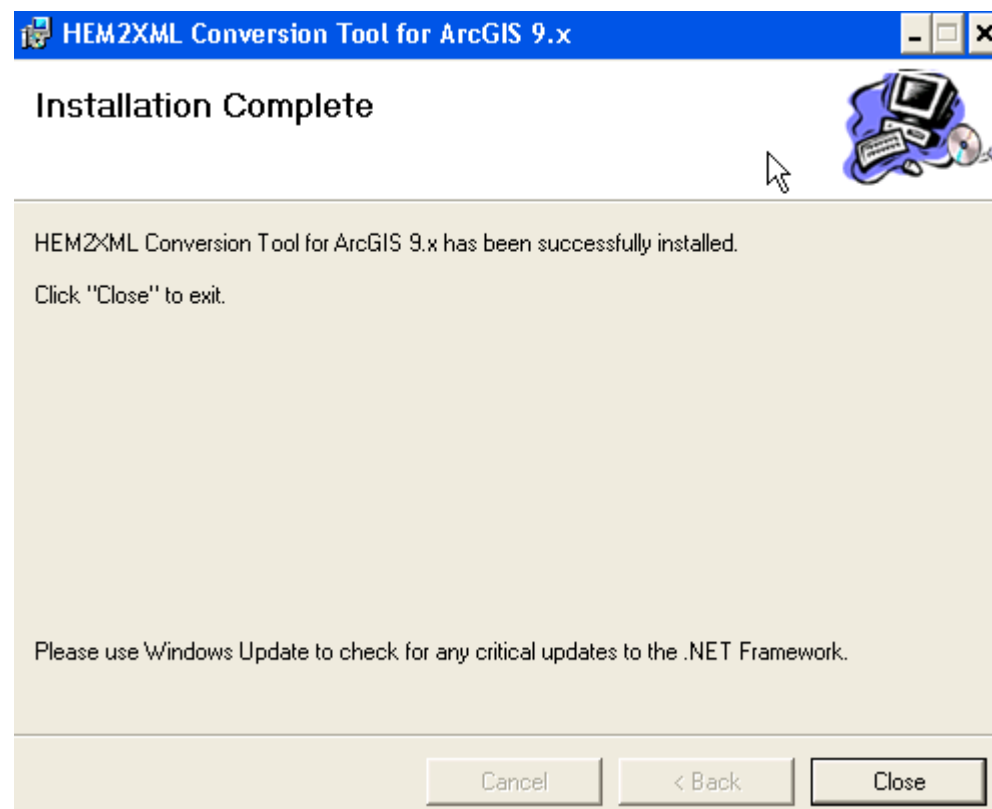 HEM2XML Conversion Tool for ArcGIS 9.x
Installation Complete
HEM2XML Conversion Tool for ArcGIS 9.x has been successfully installed.
Click "Close" to exit.
Please use Windows Update to check for any critical updates to the .NET Framework.
Cancel
< Back
Close